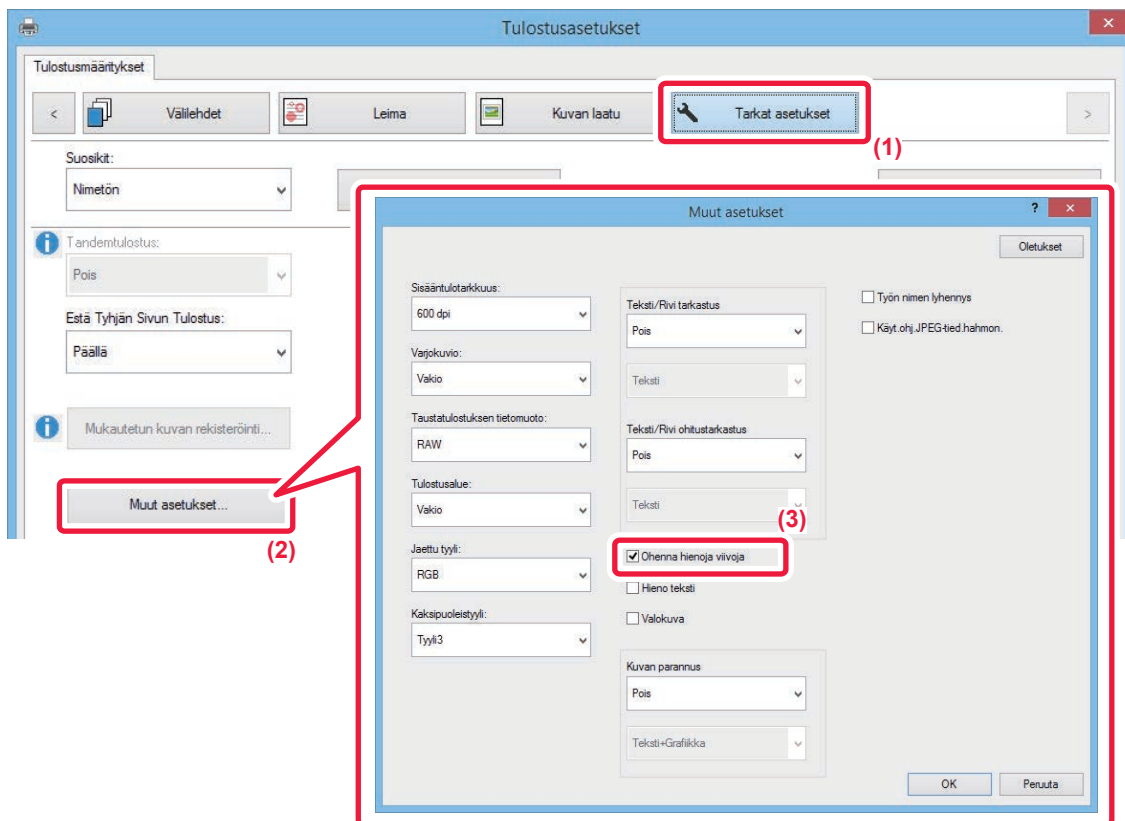 Tulostusasetukset
Tulostusmääritykset
<
Välilehdet
Leima
Kuvan laatu
Tarkat asetukset
>
(1)
Suosikit:
Nimetön
Tandemtulostus:
Pois
Estä Tyhjän Sivun Tulostus:
Päällä
Mukautetun kuvan rekisteröinti...
Muut asetukset...
(2)
Muut asetukset
?
Oletukset
Sisääntulotarkkuus:
600 dpi
Varjokuvio:
Vakio
Taustatulostuksen tietomuoto:
RAW
Tulostusalue:
Vakio
Jaettu tyyli:
RGB
Kaksipuoleistyyli:
Tyyli3
Teksti/Rivi tarkastus
Pois
Teksti
Teksti/Rivi ohitustarkastus
Pois
Teksti
(3)
Ohenna hienoja viivoja
Hieno teksti
Valokuva
Kuvan parannus
Pois
Teksti+Grafiikka
Työn nimen lyhennys
Käyt.ohj.JPEG-tied.hahmon.
OK
Peruuta